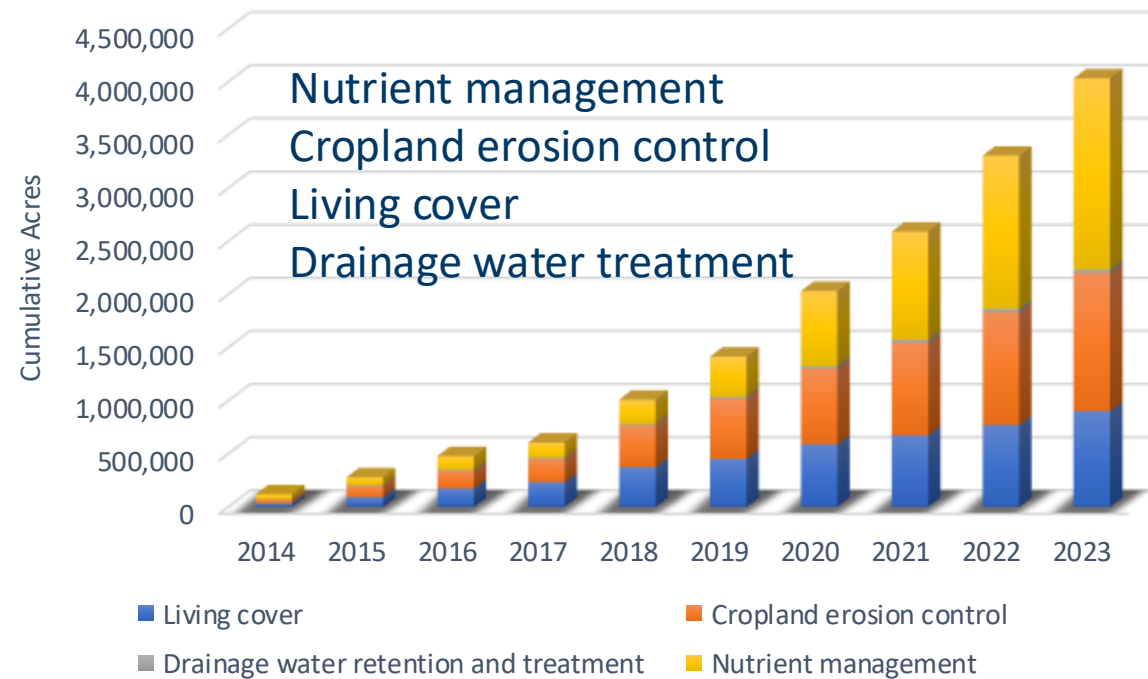 4,500,000
4,000,000
3,500,000
3,000,000
2,500,000
2,000,000
1,500,000
1,000,000
500,000
0
Cumulative Acres
Nutrient management
Cropland erosion control
Living cover
Drainage water treatment
2014 2015 2016 2017 2018 2019 2020 2021 2022 2023
Living cover Cropland erosion control
Drainage water retention and treatment Nutrient management